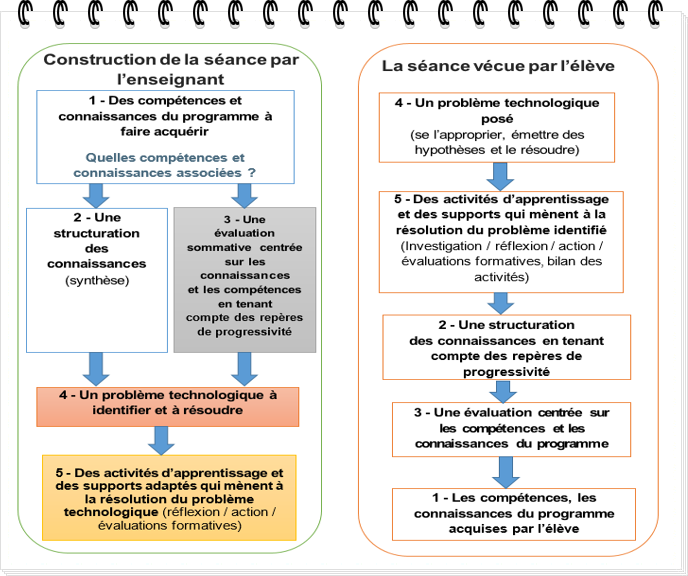 Construction de la séance par
l'enseignant
1 - Des compétences et
connaissances du programme à
faire acquérir
Quelles compétences et
connaissances associées ?
2 - Une
structuration
des
connaissances
(synthèse)
3 - Une
évaluation
sommative centrée
sur les
connaissances
et les compétences
en tenant
compte des repères
de progressivité
4 - Un problème technologique à
identifier et à résoudre
5 - Des activités d'apprentissage et
des supports adaptés qui mènent à
la résolution du problème
technologique (réflexion / action /
évaluations formatives)
La séance vécue par l'élève
4 - Un problème technologique
posé
(se l'approprier, émettre des
hypothèses et le résoudre)
5 - Des activités d'apprentissage
et des supports qui mènent à la
résolution du problème identifié
(Investigation / réflexion / action /
évaluations formatives, bilan des
activités)
2 - Une structuration
des connaissances en tenant
compte des repères de
progressivité
3 - Une évaluation centrée sur
les compétences et les
connaissances du programme
1 - Les compétences, les
connaissances du programme
acquises par l'élève